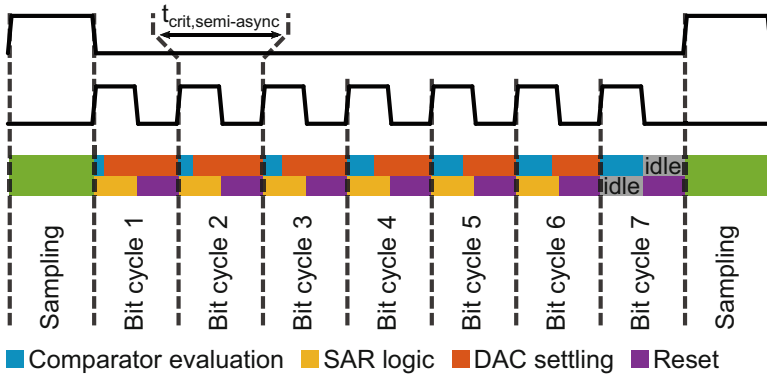 tcrit,semi-async
idle
idle
Sampling
Bit cycle 1
Bit cycle 2
Bit cycle 3
Bit cycle 4
Bit cycle 5
Bit cycle 6
Bit cycle 7
Sampling
Comparator evaluation SAR logic DAC settling Reset